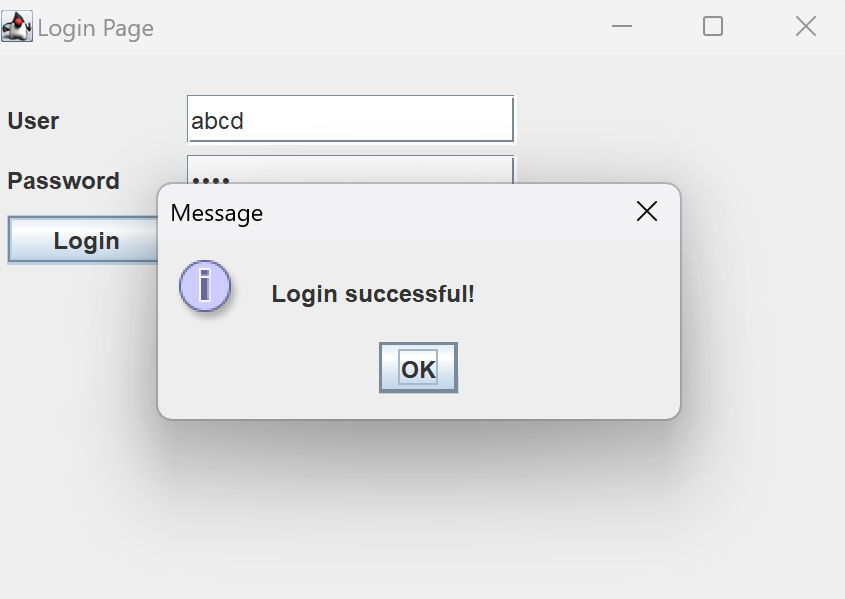 Login Page
User
abcd
Password
••••
Message
Login
i
Login successful!
OK